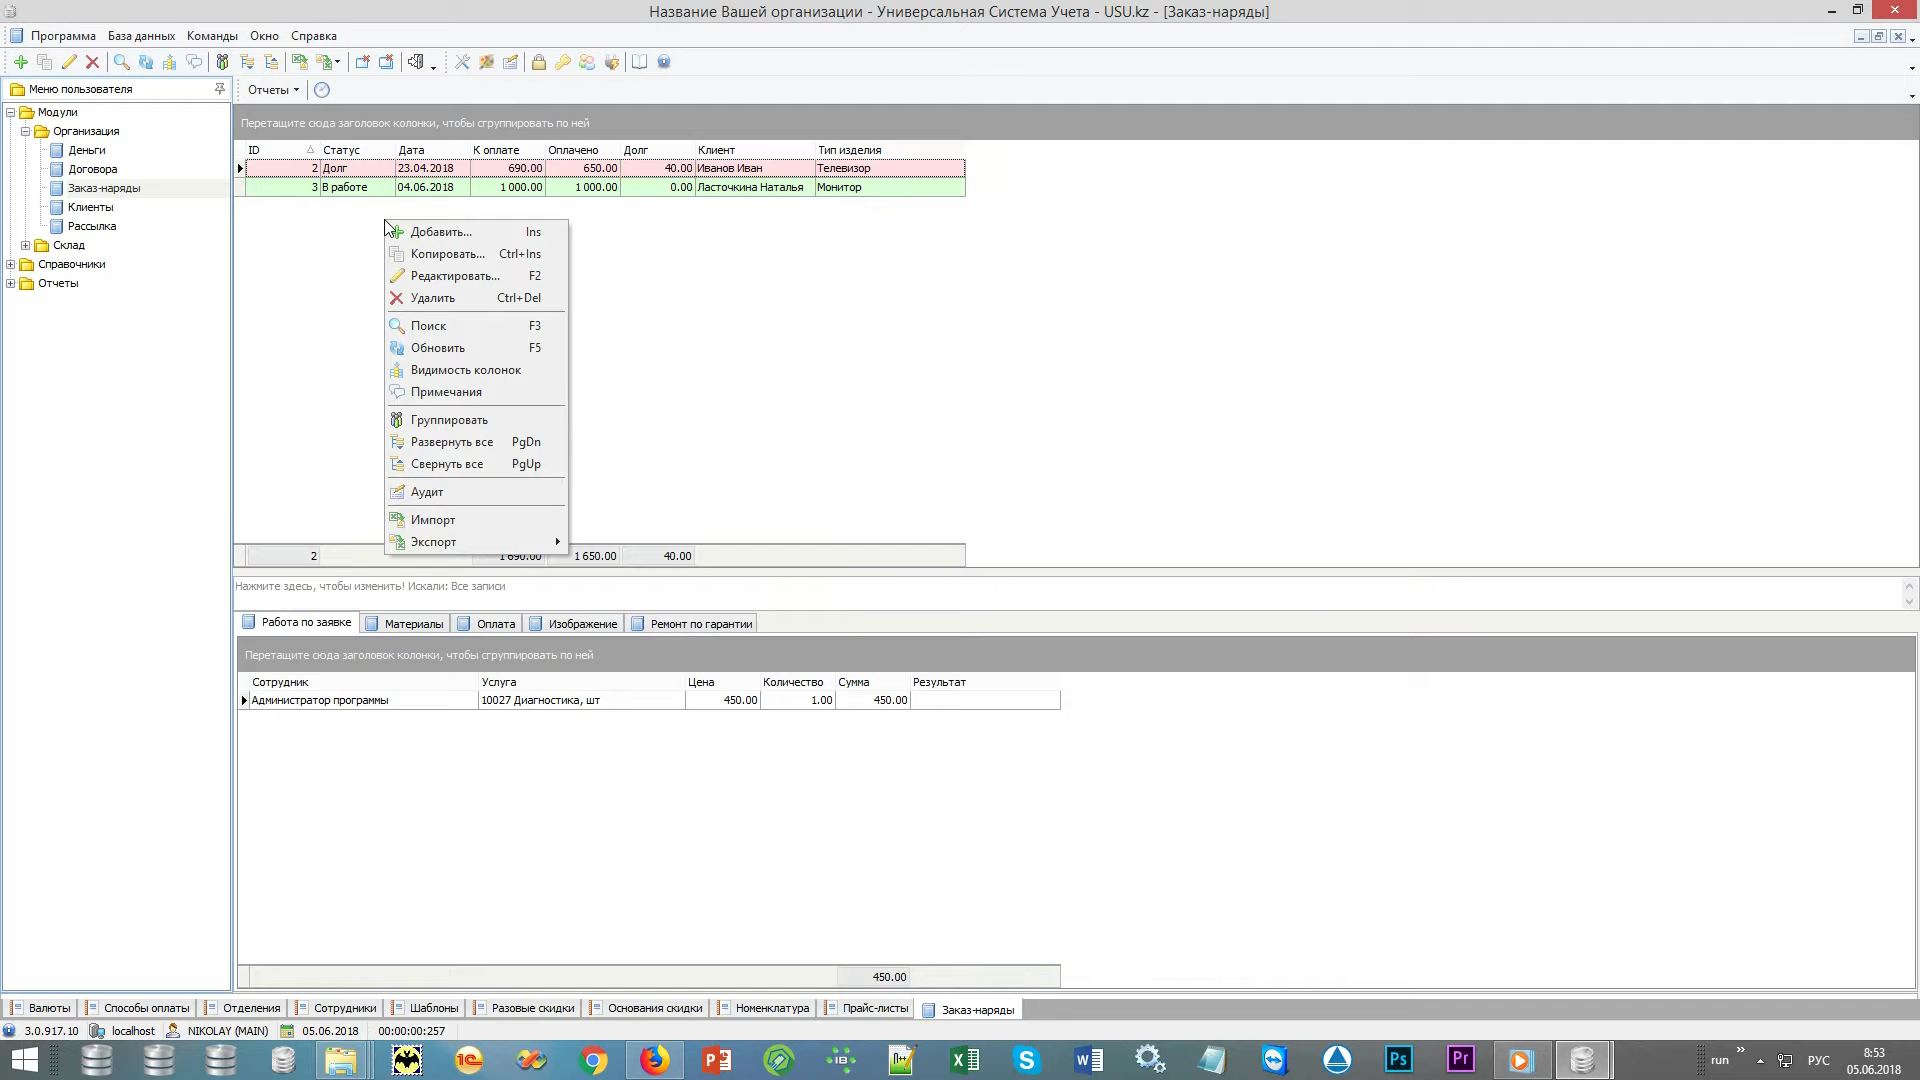 Название Вашей организации - Универсальная Система Учета - USU.kz - [Заказ-наряды]
Программа База данных Команды Окно Справка
Меню пользователя
Отчеты
Модули
Организация
Деньги
Договора
Заказ-наряды
Клиенты
Рассылка
Склад
Справочники
Отчеты
Перетащите сюда заголовок колонки, чтобы сгруппировать по ней
ID Статус Дата К оплате Оплачено Долг Клиент Тип изделия
2 Долг 23.04.2018 690.00 650.00 40.00 Иванов Иван Телевизор
3 В работе 04.06.2018 1 000.00 1 000.00 0.00 Ласточкина Наталья Монитор
Добавить... Ins
Копировать... Ctrl+Ins
Редактировать... F2
Удалить Ctrl+Del
Поиск F3
Обновить F5
Видимость колонок
Примечания
Группировать
Развернуть все PgDn
Свернуть все PgUp
Аудит
Импорт
Экспорт
2 1 690.00 1 650.00 40.00
Нажмите здесь, чтобы изменить! Искали: Все записи
Работа по заявке Материалы Оплата Изображение Ремонт по гарантии
Перетащите сюда заголовок колонки, чтобы сгруппировать по ней
Сотрудник Услуга Цена Количество Сумма Результат
Администратор программы 10027 Диагностика, шт 450.00 1.00 450.00
450.00
Валюты Способы оплаты Отделения Сотрудники Шаблоны Разовые скидки Основания скидки Номенклатура Прайс-листы Заказ-наряды
3.0.917.10 localhost NIKOLAY (MAIN) 05.06.2018 00:00:00:257
run РУС 8:53
05.06.2018